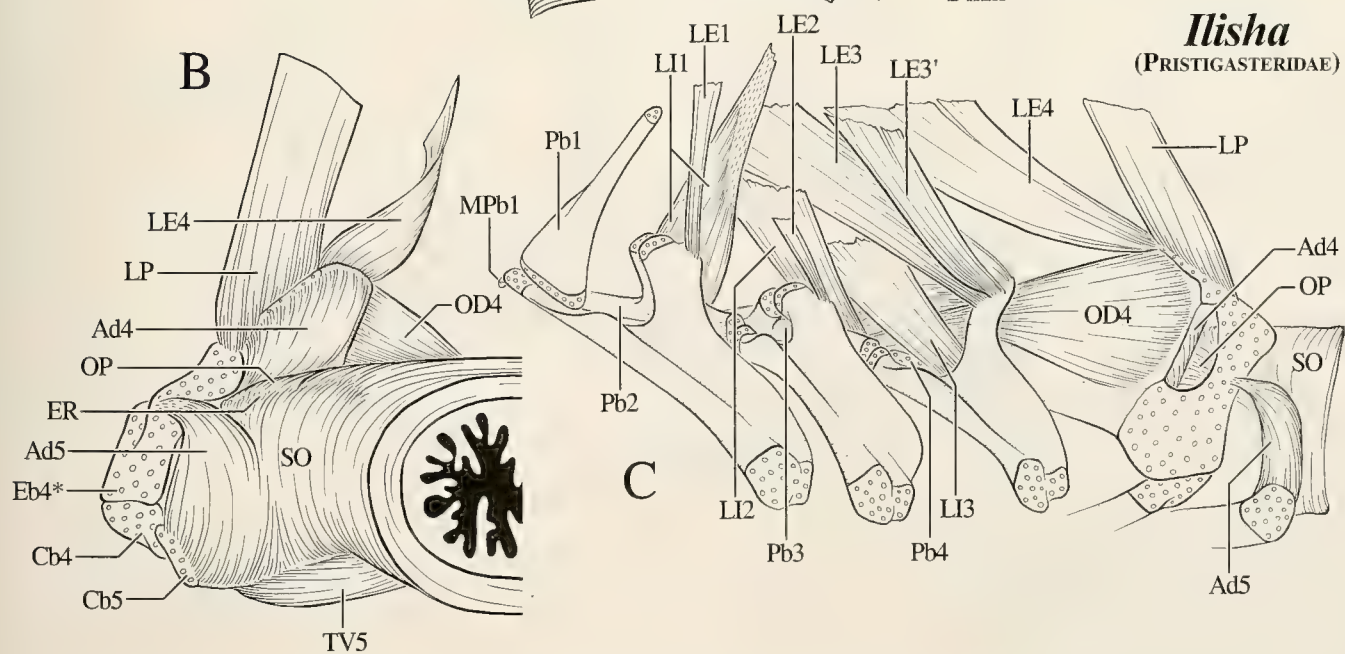 Ilisha
(PRISTIGASTERIDAE)
B
LE4
LP
Ad4
OD4
OP
ER
Ad5
SO
Eb4*
Cb4
Cb5
TV5
C
LE1
LE2
LI1
LE3
LE3'
LE4
LP
Pb1
MPb1
Ad4
OP
OD4
SO
Pb2
LI2
Pb3
Pb4
LI3
Ad5